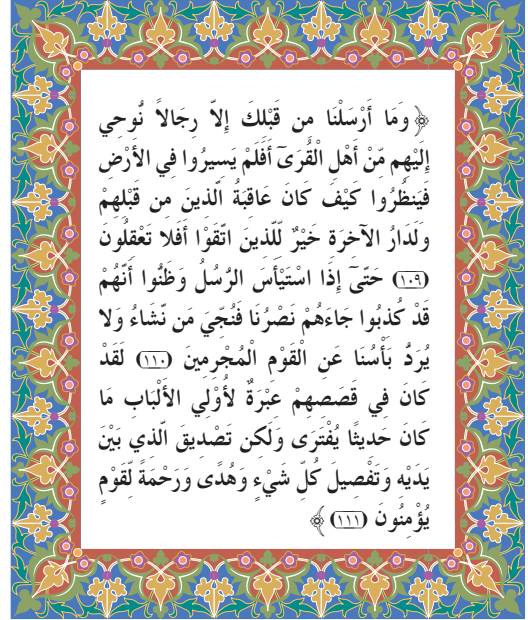 ﴿ وَمَا أَرْسَلْنَا مِن قَبْلِكَ إِلاَّ رِجَالاً نُّوحِي
إِلَيْهِم مِّنْ أَهْلِ الْقُرَىٓ أَفَلَمْ يَسِيرُوا فِي الأَرْضِ
فَيَنظُرُوا كَيْفَ كَانَ عَاقِبَةُ الَّذِينَ مِن قَبْلِهِمْ
وَلَدَارُ الآخِرَةِ خَيْرٌ لِّلَّذِينَ اتَّقَوْا أَفَلا تَعْقِلُونَ
(١٠٩) حَتَّىٓ إِذَا اسْتَيْأَسَ الرُّسُلُ وَظَنُّوا أَنَّهُمْ
قَدْ كُذِبُوا جَاءَهُمْ نَصْرُنَا فَنُجِّيَ مَن نَّشَاءُ وَلا
يُرَدُّ بَأْسُنَا عَنِ الْقَوْمِ الْمُجْرِمِينَ (١١٠) لَقَدْ
كَانَ فِي قَصَصِهِمْ عِبْرَةٌ لأُوْلِي الأَلْبَابِ مَا
كَانَ حَدِيثًا يُفْتَرَى وَلَكِن تَصْدِيقَ الَّذِي بَيْنَ
يَدَيْهِ وَتَفْصِيلَ كُلِّ شَيْءٍ وَهُدًى وَرَحْمَةً لِّقَوْمٍ
يُؤْمِنُونَ (١١١) ﴾